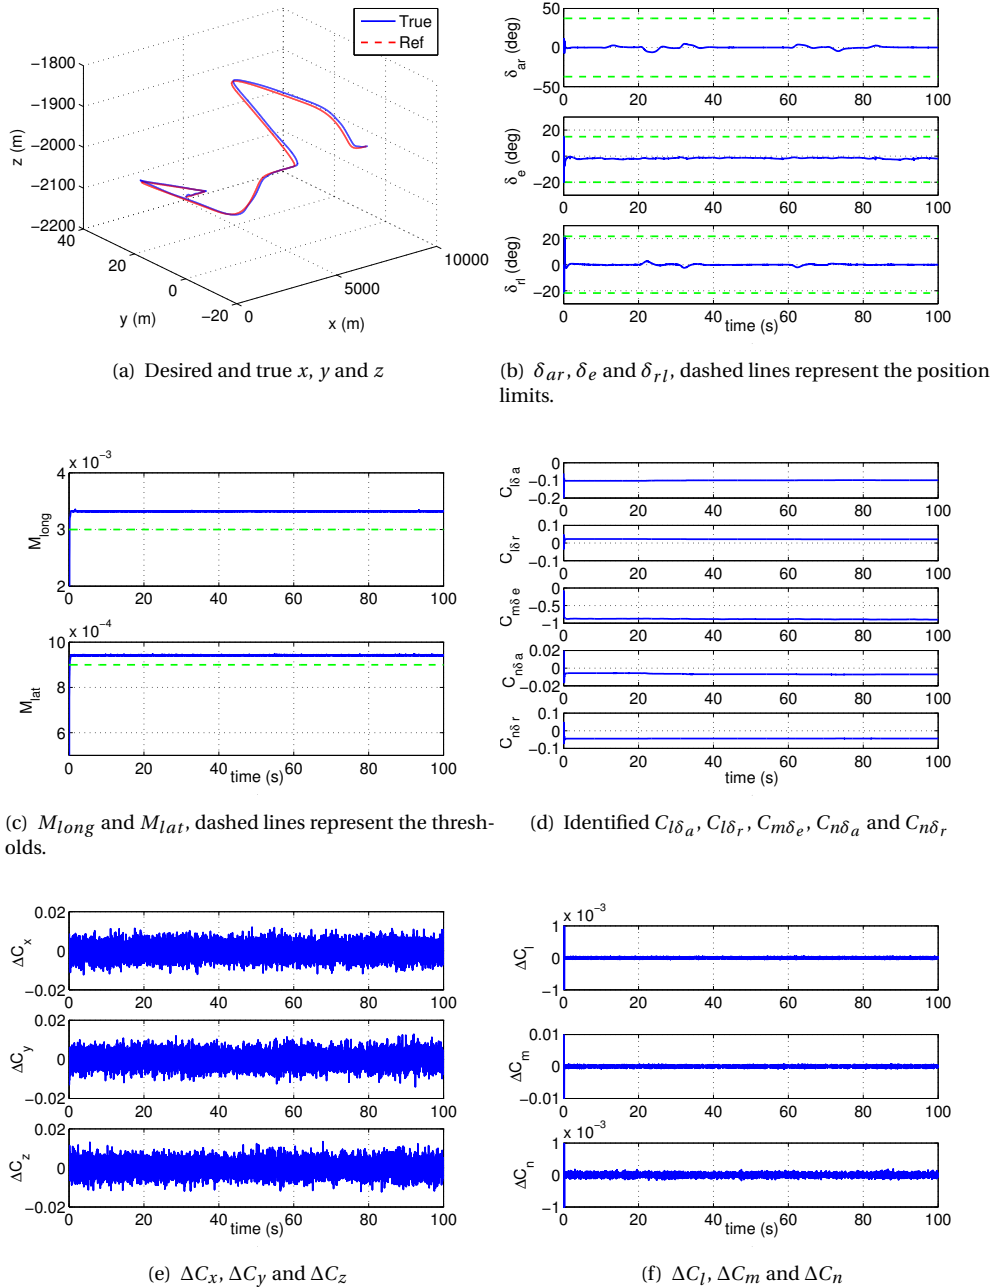 True
Ref
−1800
−1900
−2000
−2100
−2200
z (m)
40
20
0
−20
y (m)
0
5000
10000
x (m)
(a) Desired and true x, y and z
50
0
−50
δar (deg)
0 20 40 60 80 100
20
0
−20
δe (deg)
0 20 40 60 80 100
20
0
−20
δrl (deg)
0 20 40 60 80 100
time (s)
(b) δar, δe and δrl, dashed lines represent the position
limits.
x 10−3
4
3
2
Mlong
0 20 40 60 80 100
x 10−4
10
8
6
Mlat
0 20 40 60 80 100
time (s)
(c) Mlong and Mlat, dashed lines represent the thresh-
olds.
0
−0.1
−0.2
Clδ a
0 20 40 60 80 100
0.1
0
−0.1
Clδ r
0 20 40 60 80 100
0
−0.5
−1
Cmδ e
0 20 40 60 80 100
0.02
0
−0.02
Cnδ a
0 20 40 60 80 100
0.1
0
−0.1
Cnδ r
0 20 40 60 80 100
time (s)
(d) Identified Clδa, Clδr, Cmδe, Cnδa and Cnδr
0.02
0
−0.02
ΔCx
0 20 40 60 80 100
0.02
0
−0.02
ΔCy
0 20 40 60 80 100
0.02
0
−0.02
ΔCz
0 20 40 60 80 100
time (s)
(e) ΔCx, ΔCy and ΔCz
x 10−3
1
0
−1
ΔCl
0 20 40 60 80 100
0.01
0
−0.01
ΔCm
0 20 40 60 80 100
x 10−3
1
0
−1
ΔCn
0 20 40 60 80 100
time (s)
(f) ΔCl, ΔCm and ΔCn